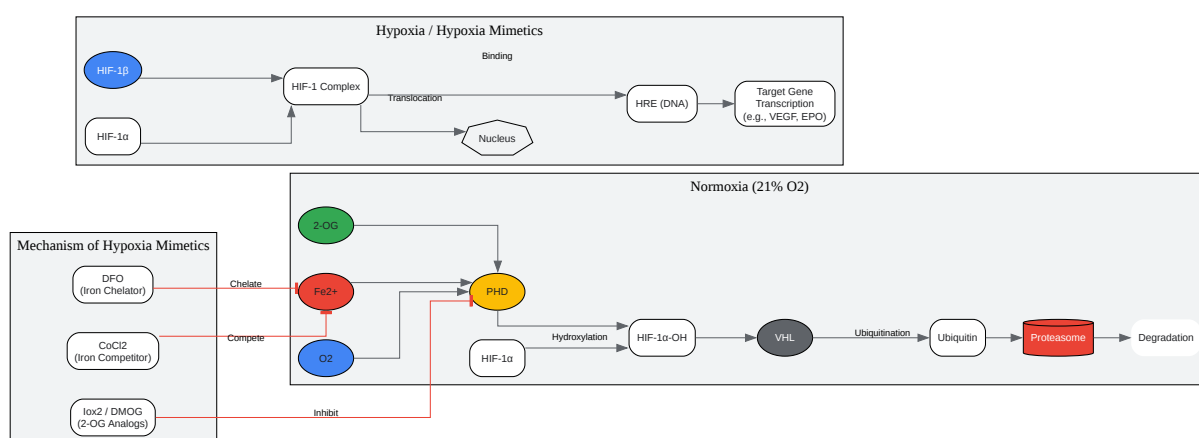 Hypoxia / Hypoxia Mimetics
Binding
HIF-1β
HIF-1 Complex
Translocation
HRE (DNA)
Target Gene
Transcription
(e.g., VEGF, EPO)
HIF-1α
Nucleus
Normoxia (21% O2)
2-OG
Fe2+
PHD
O2
HIF-1α
Hydroxylation
HIF-1α-OH
VHL
Ubiquitination
Ubiquitin
Proteasome
Degradation
Mechanism of Hypoxia Mimetics
DFO
(Iron Chelator)
Chelate
CoCl2
(Iron Competitor)
Compete
Iox2 / DMOG
(2-OG Analogs)
Inhibit